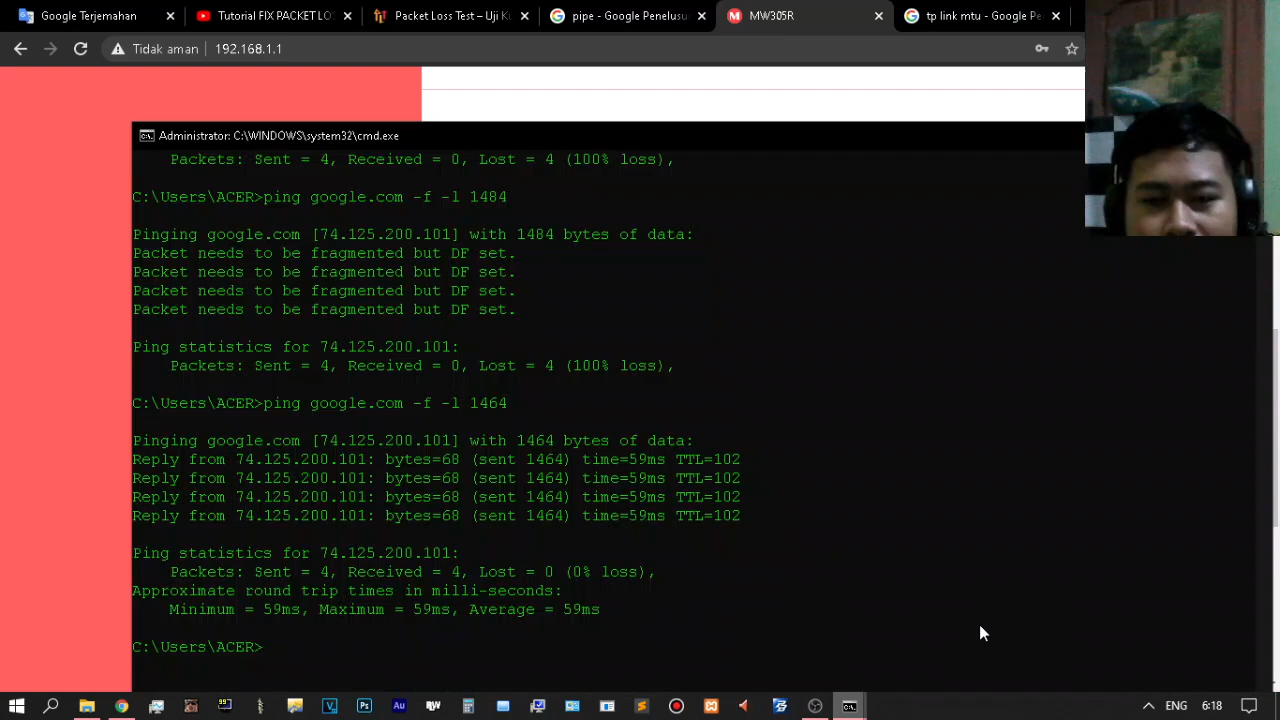 Google Terjemahan
Tutorial FIX PACKET LO
Packet Loss Test – Uji K
pipe - Google Penelusu
MW305R
tp link mtu - Google Pe
Tidak aman
192.168.1.1
Administrator: C:\WINDOWS\system32\cmd.exe
Packets: Sent = 4, Received = 0, Lost = 4 (100% loss),
C:\Users\ACER>ping google.com -f -l 1484
Pinging google.com [74.125.200.101] with 1484 bytes of data:
Packet needs to be fragmented but DF set.
Packet needs to be fragmented but DF set.
Packet needs to be fragmented but DF set.
Packet needs to be fragmented but DF set.
Ping statistics for 74.125.200.101:
Packets: Sent = 4, Received = 0, Lost = 4 (100% loss),
C:\Users\ACER>ping google.com -f -l 1464
Pinging google.com [74.125.200.101] with 1464 bytes of data:
Reply from 74.125.200.101: bytes=68 (sent 1464) time=59ms TTL=102
Reply from 74.125.200.101: bytes=68 (sent 1464) time=59ms TTL=102
Reply from 74.125.200.101: bytes=68 (sent 1464) time=59ms TTL=102
Reply from 74.125.200.101: bytes=68 (sent 1464) time=59ms TTL=102
Ping statistics for 74.125.200.101:
Packets: Sent = 4, Received = 4, Lost = 0 (0% loss),
Approximate round trip times in milli-seconds:
Minimum = 59ms, Maximum = 59ms, Average = 59ms
C:\Users\ACER>
ENG
6:18